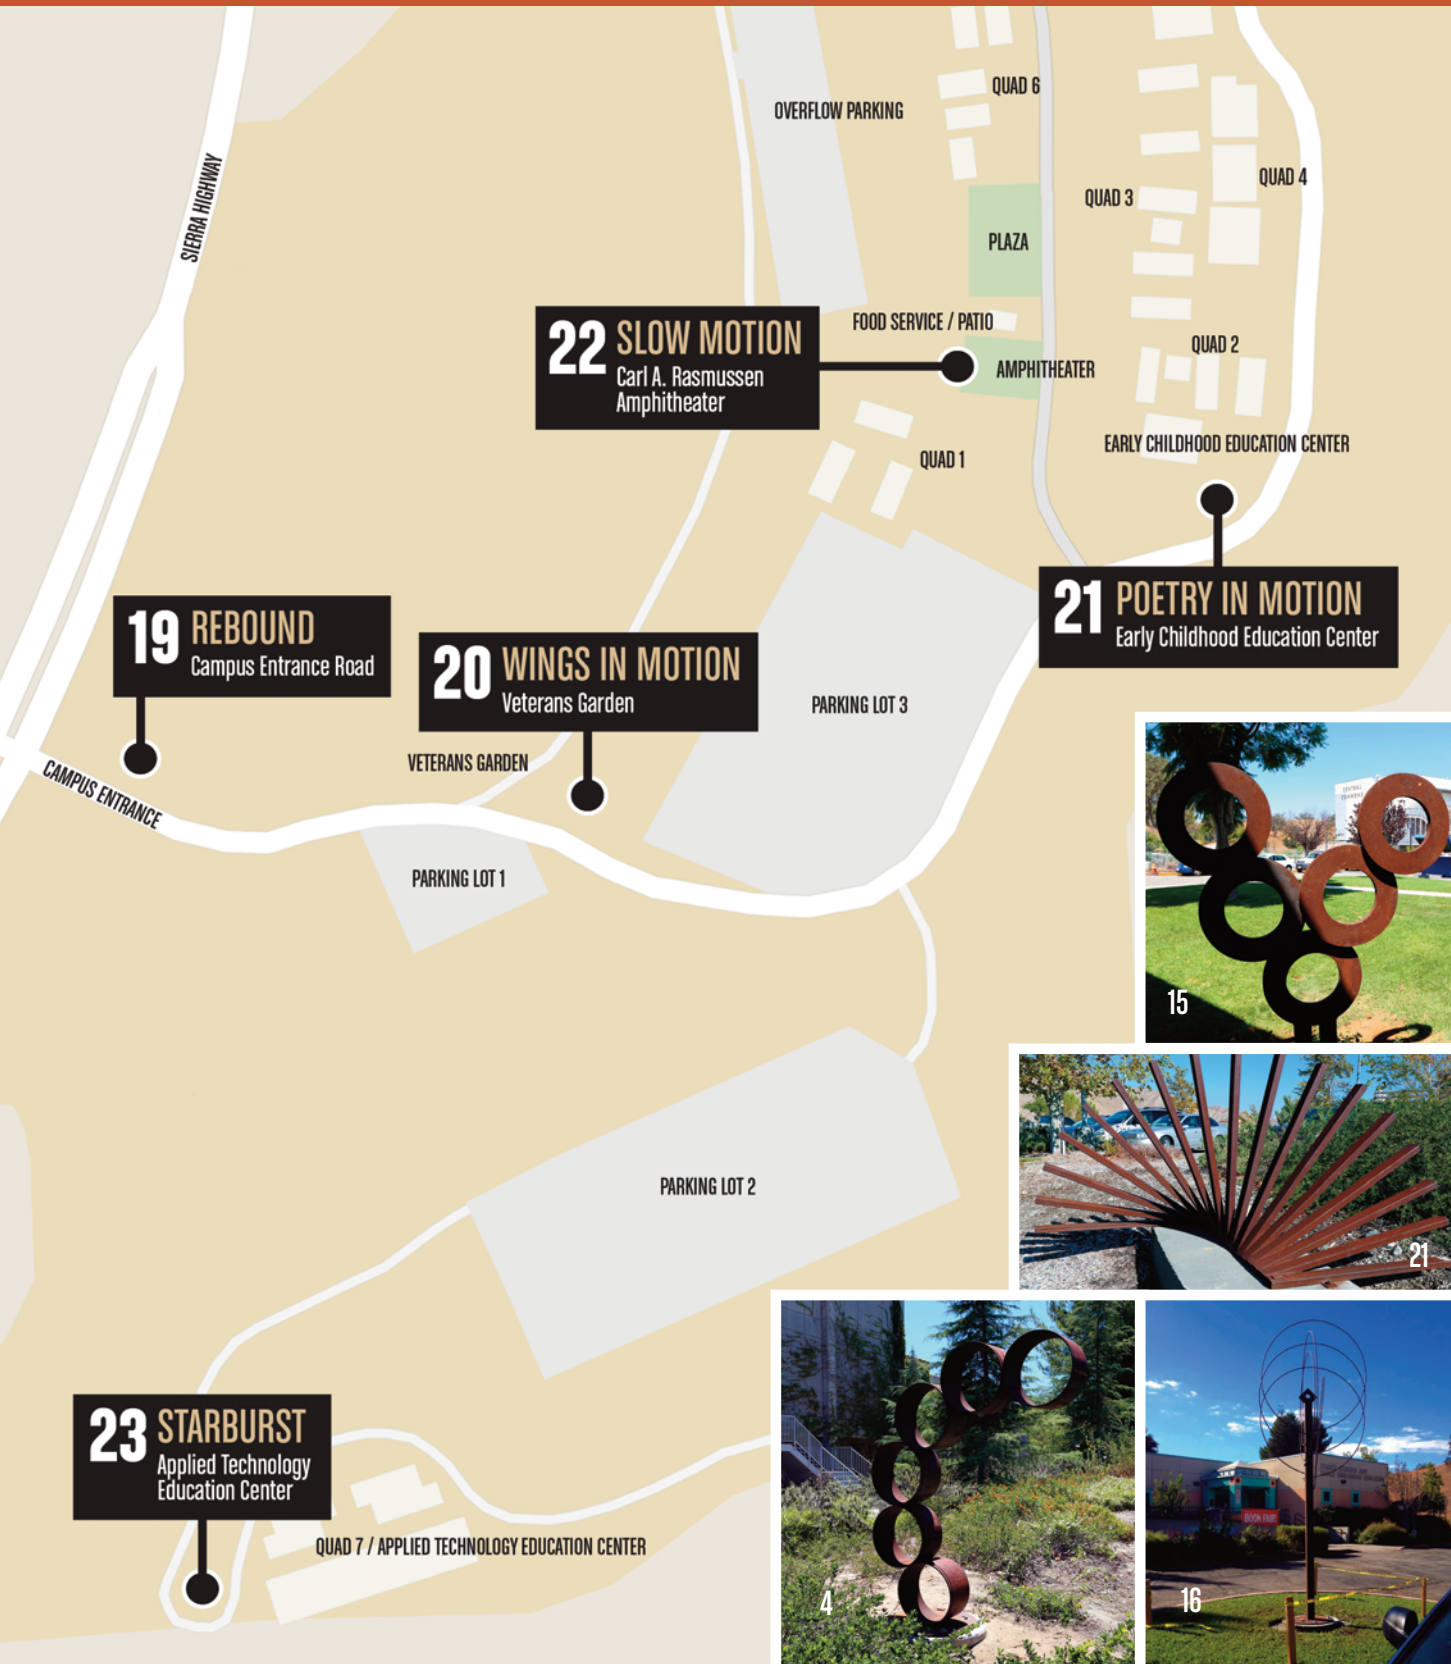 SIERRA HIGHWAY
OVERFLOW PARKING
QUAD 6
QUAD 3
QUAD 4
PLAZA
22 SLOW MOTION
Carl A. Rasmussen
Amphitheater
FOOD SERVICE / PATIO
AMPHITHEATER
QUAD 2
EARLY CHILDHOOD EDUCATION CENTER
QUAD 1
21 POETRY IN MOTION
Early Childhood Education Center
19 REBOUND
Campus Entrance Road
20 WINGS IN MOTION
Veterans Garden
PARKING LOT 3
VETERANS GARDEN
CAMPUS ENTRANCE
PARKING LOT 1
15
PARKING LOT 2
21
23 STARBURST
Applied Technology
Education Center
QUAD 7 / APPLIED TECHNOLOGY EDUCATION CENTER
4
BOOK FAIR
16